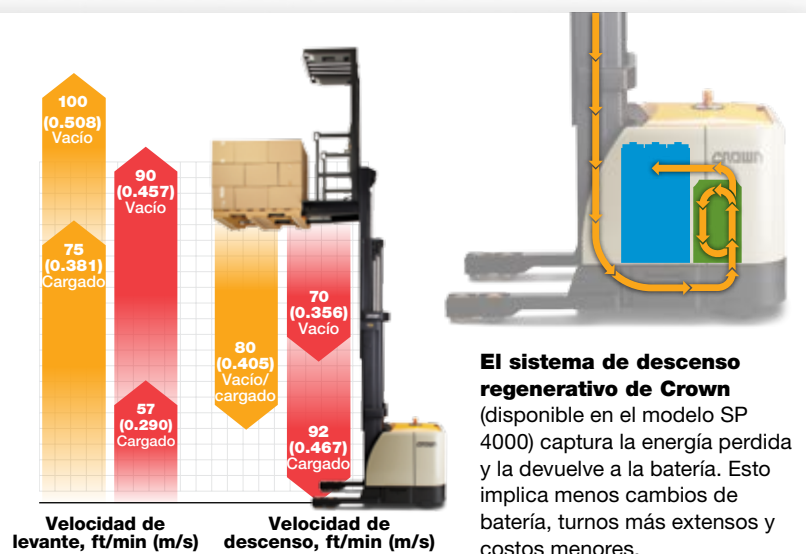 100
(0.508)
Vacío
75
(0.381)
Cargado
90
(0.457)
Vacío
57
(0.290)
Cargado
80
(0.405)
Vacío/
cargado
70
(0.356)
Vacío
92
(0.467)
Cargado
Velocidad de
levante, ft/min (m/s)
Velocidad de
descenso, ft/min (m/s)
CROWN
El sistema de descenso
regenerativo de Crown
(disponible en el modelo SP
4000) captura la energía perdida
y la devuelve a la batería. Esto
implica menos cambios de
batería, turnos más extensos y
costos menores.